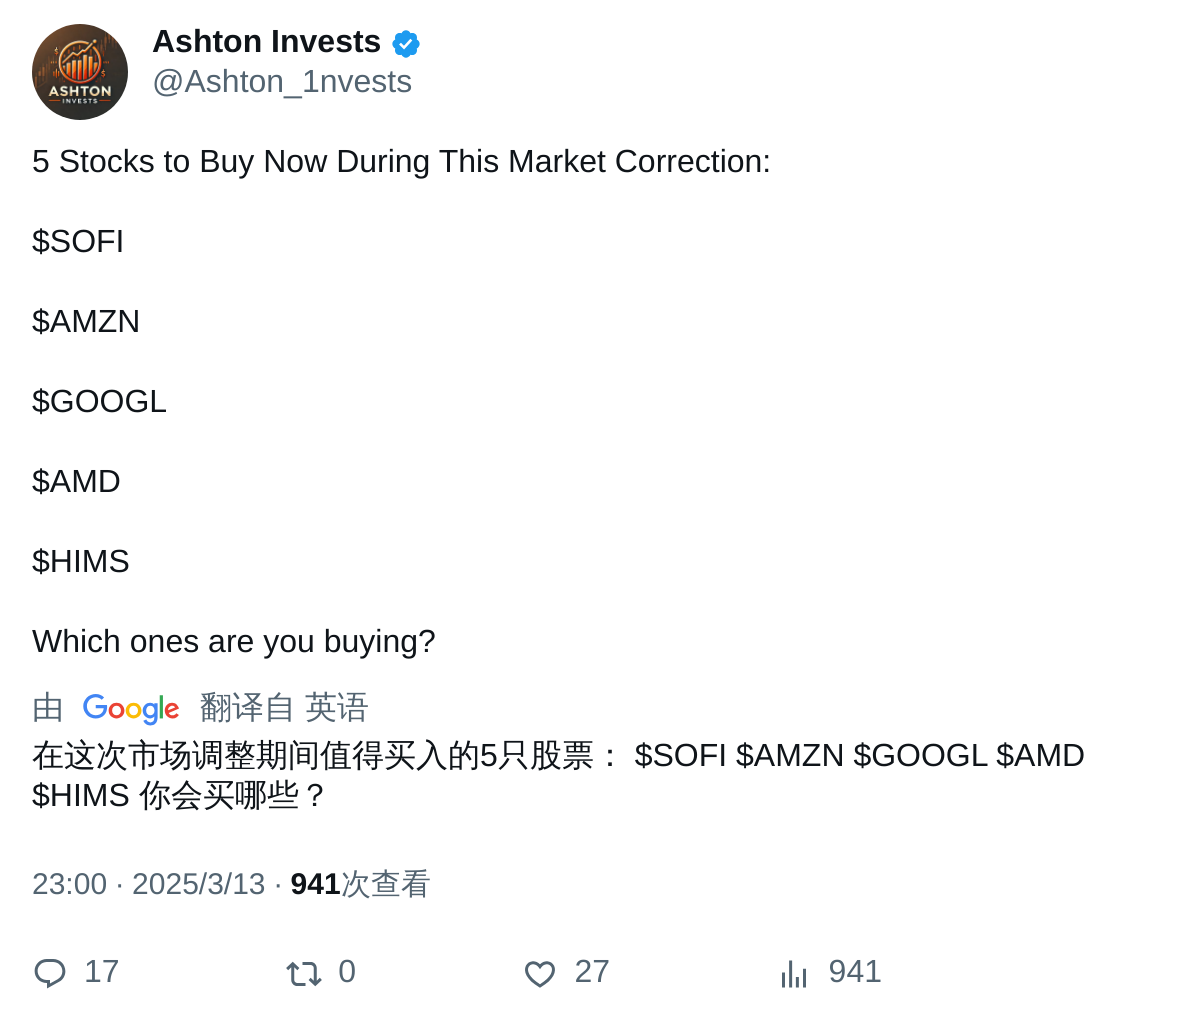 ASHTON
INVESTS
Ashton Invests
@Ashton_1nvests
5 Stocks to Buy Now During This Market Correction:
$SOFI
$AMZN
$GOOGL
$AMD
$HIMS
Which ones are you buying?
由 Google 翻译自 英语
在这次市场调整期间值得买入的5只股票： $SOFI $AMZN $GOOGL $AMD
$HIMS 你会买哪些？
23:00 · 2025/3/13 · 941次查看
17 0 27 941